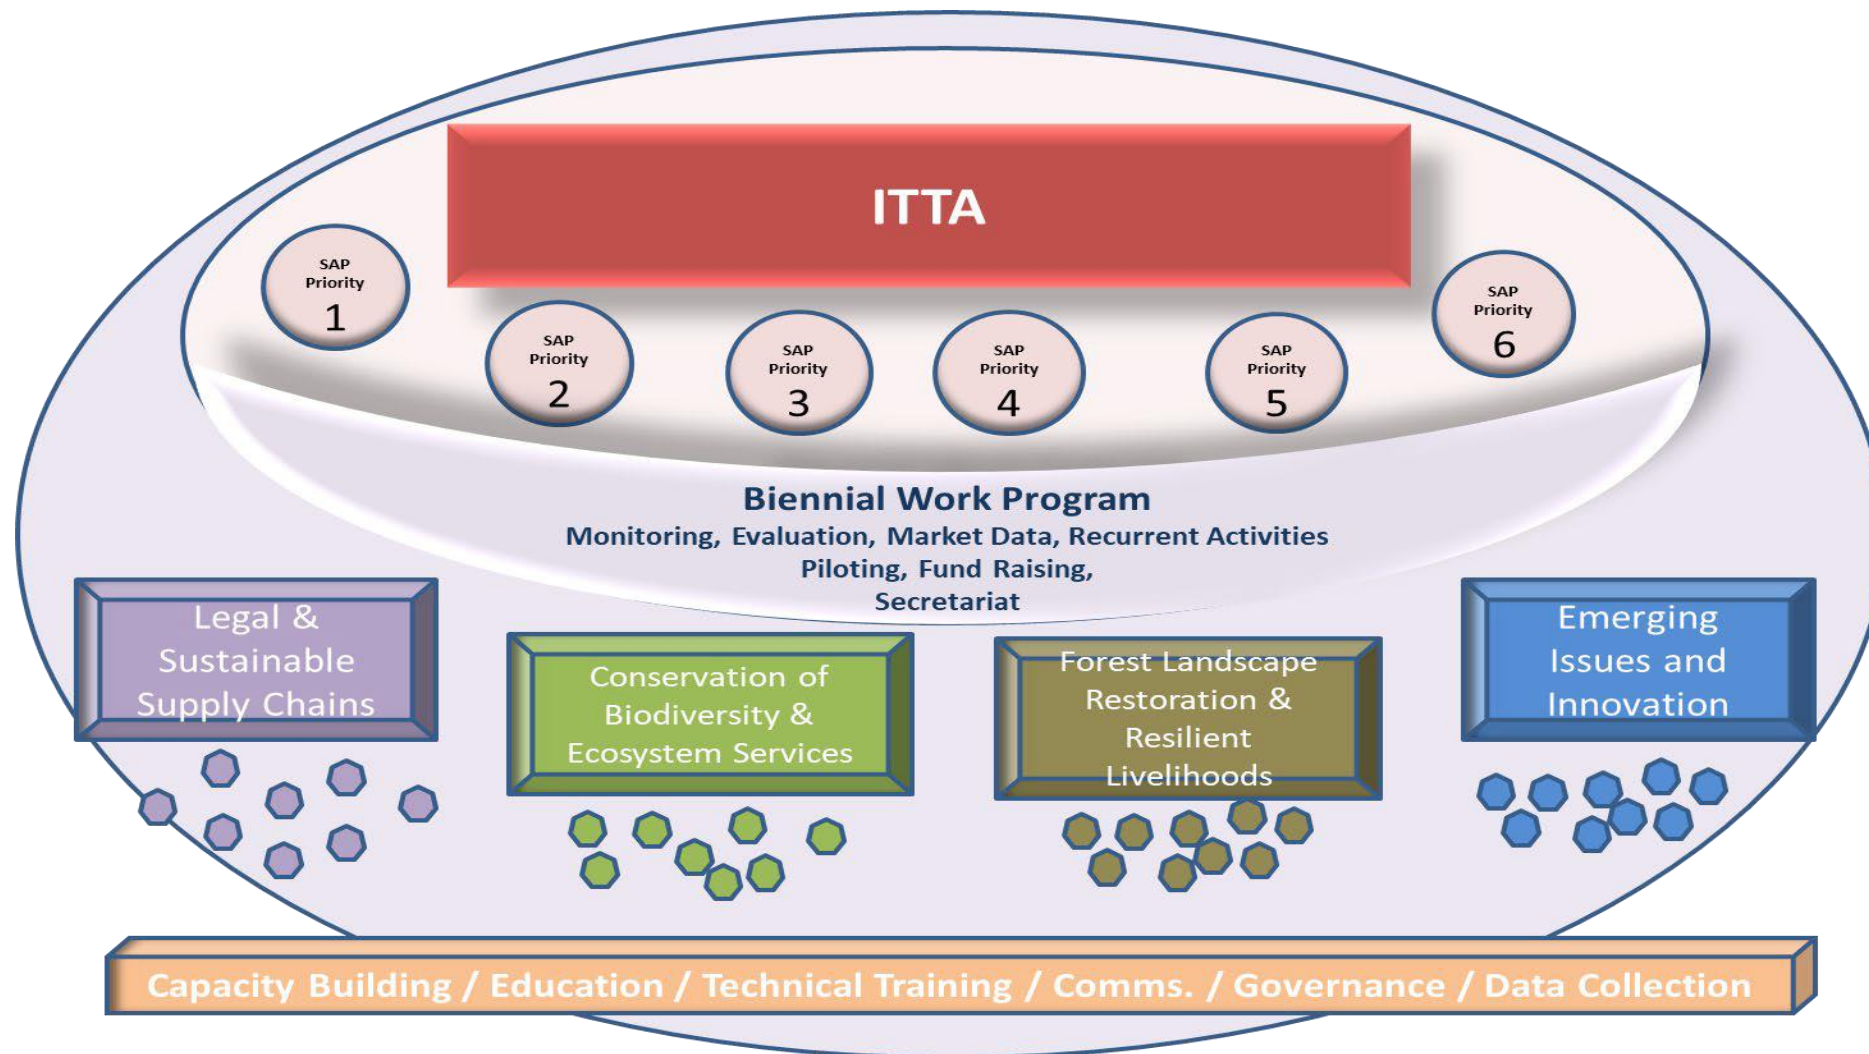 ITTA
SAP
Priority
1
SAP
Priority
2
SAP
Priority
3
SAP
Priority
4
SAP
Priority
5
SAP
Priority
6
Biennial Work Program
Monitoring, Evaluation, Market Data, Recurrent Activities
Piloting, Fund Raising,
Secretariat
Legal &
Sustainable
Supply Chains
Conservation of
Biodiversity &
Ecosystem Services
Forest Landscape
Restoration &
Resilient
Livelihoods
Emerging
Issues and
Innovation
Capacity Building / Education / Technical Training / Comms. / Governance / Data Collection